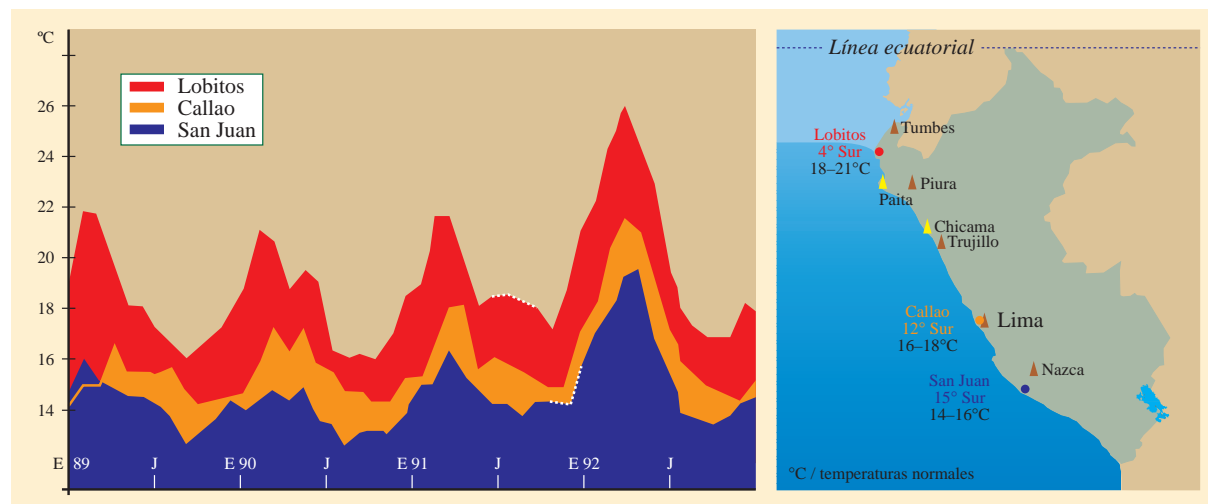 ºC
Lobitos
Callao
San Juan
26
24
22
20
18
16
14
E 89 J E 90 J E 91 J E 92 J
Línea ecuatorial
Tumbes
Lobitos
4° Sur
18–21°C
Piura
Paita
Chicama
Trujillo
Callao
12° Sur
16–18°C
Lima
Nazca
San Juan
15° Sur
14–16°C
°C / temperaturas normales